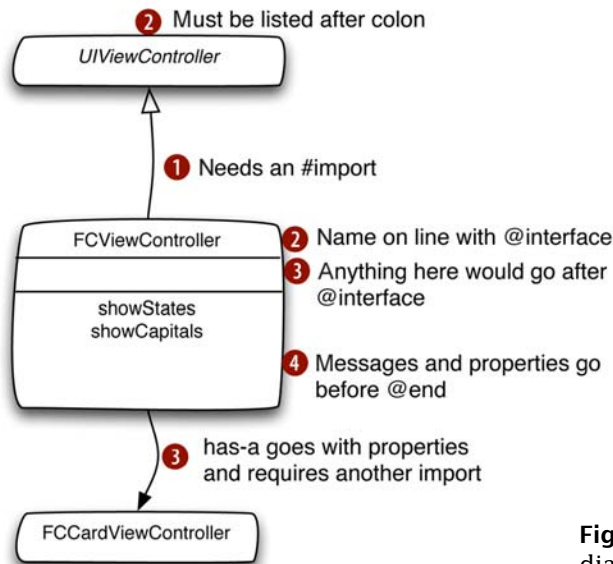 2 Must be listed after colon
UIViewController
1 Needs an #import
FCViewController
2 Name on line with @interface
3 Anything here would go after
@interface
showStates
showCapitals
4 Messages and properties go
before @end
3 has-a goes with properties
and requires another import
FCCardViewController
Fig
dia